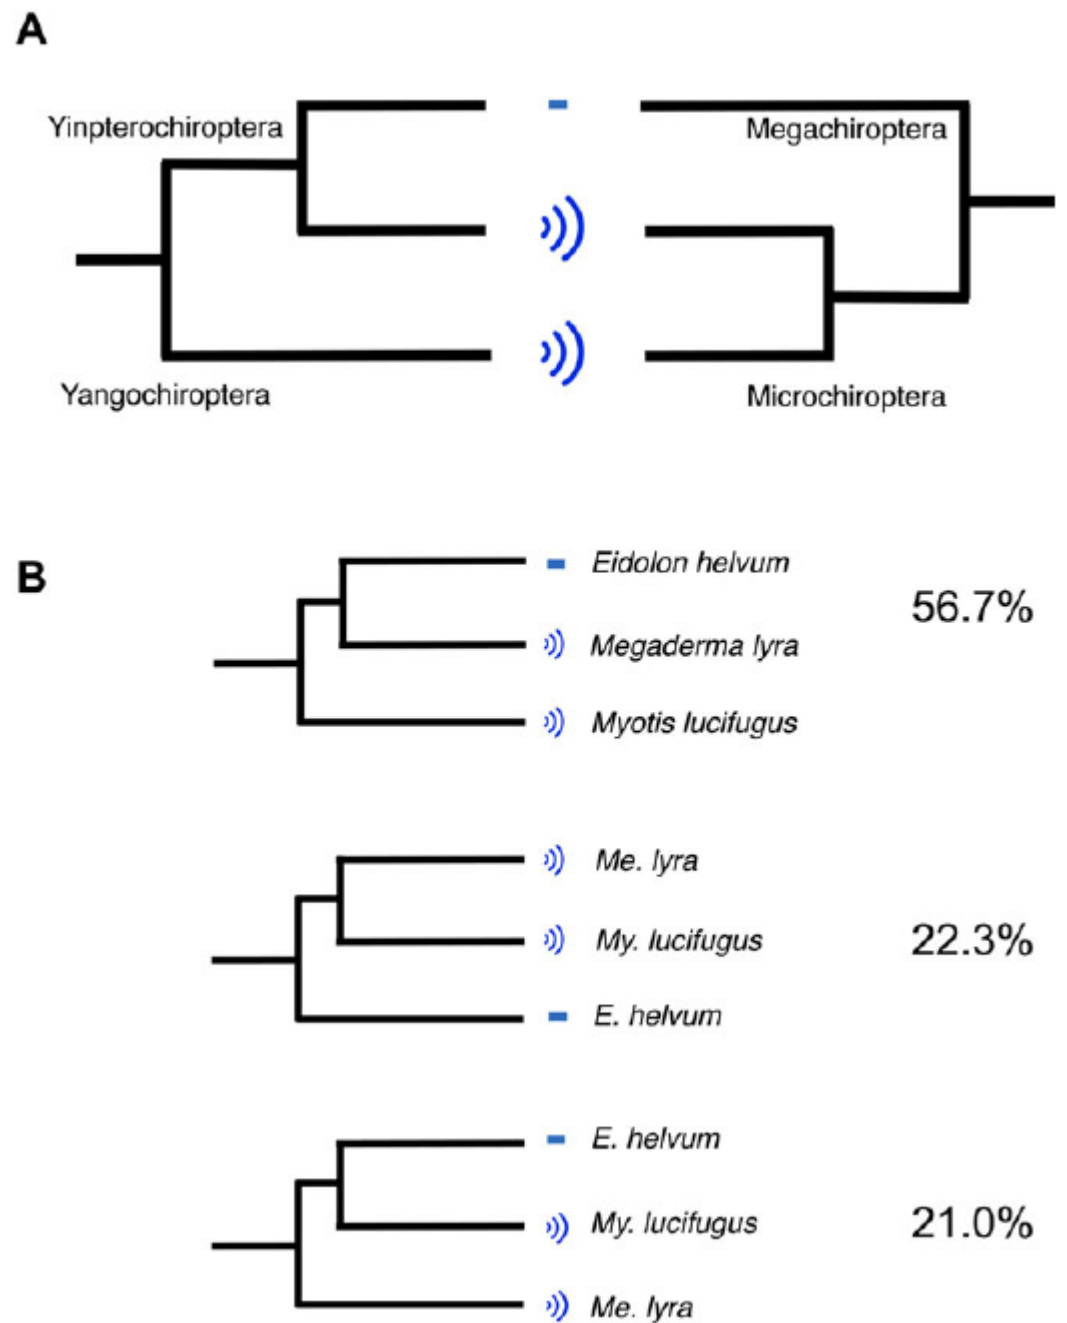 A
Yinpterochiroptera
Megachiroptera
Yangochiroptera
Microchiroptera
B
Eidolon helvum
56.7%
Megaderma lyra
Myotis lucifugus
Me. lyra
My. lucifugus
22.3%
E. helvum
E. helvum
My. lucifugus
21.0%
Me. lyra